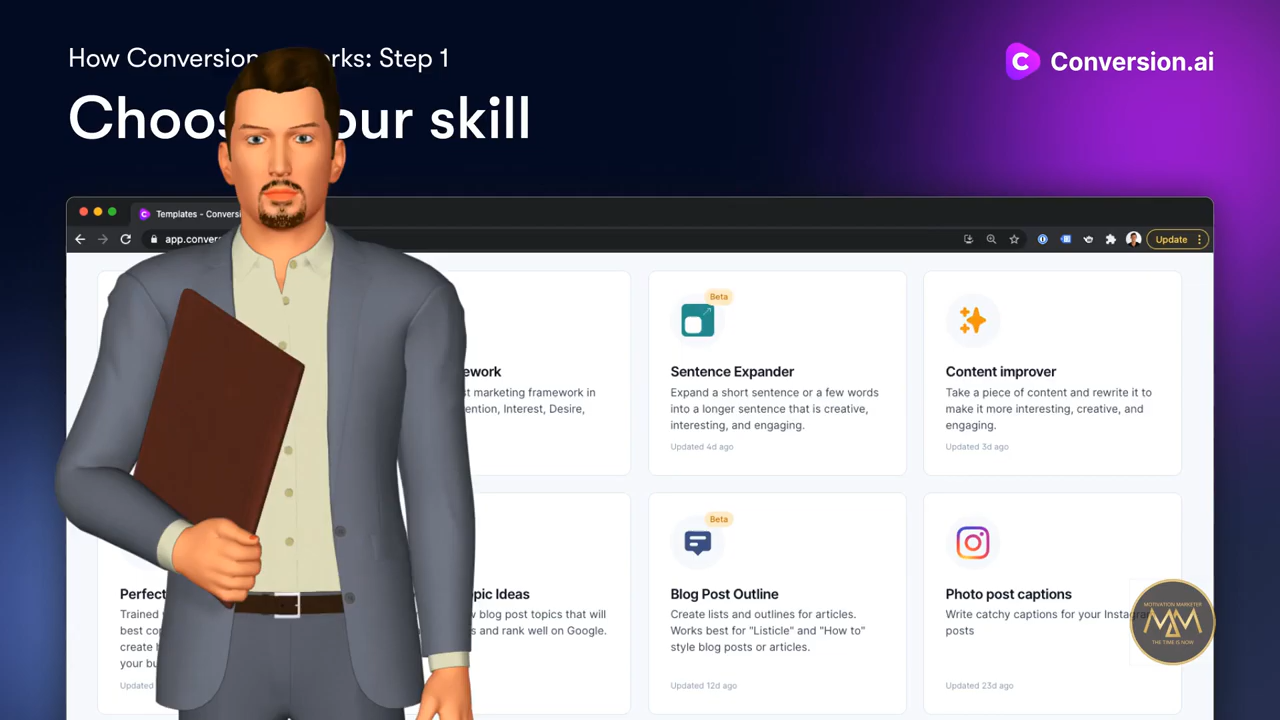 How Conversion rks: Step 1
Conversion.ai
Choos our skill
Templates - Conversi
app.conver
Update
ework
st marketing framework in
ention, Interest, Desire,
Beta
Sentence Expander
Expand a short sentence or a few words
into a longer sentence that is creative,
interesting, and engaging.
Updated 4d ago
Content improver
Take a piece of content and rewrite it to
make it more interesting, creative, and
engaging.
Updated 3d ago
Perfect
Trained
best cop
create
your bu
Updated
pic Ideas
blog post topics that will
s and rank well on Google.
Beta
Blog Post Outline
Create lists and outlines for articles.
Works best for "Listicle" and "How to"
style blog posts or articles.
Updated 12d ago
Photo post captions
Write catchy captions for your Instagram
posts
Updated 23d ago
MOTIVATION MARKETER
MM
THE TIME IS NOW